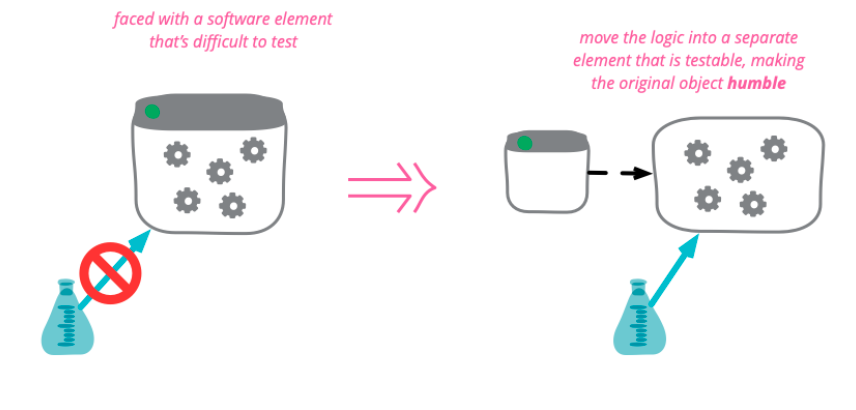 faced with a software element
that's difficult to test
move the logic into a separate
element that is testable, making
the original object humble